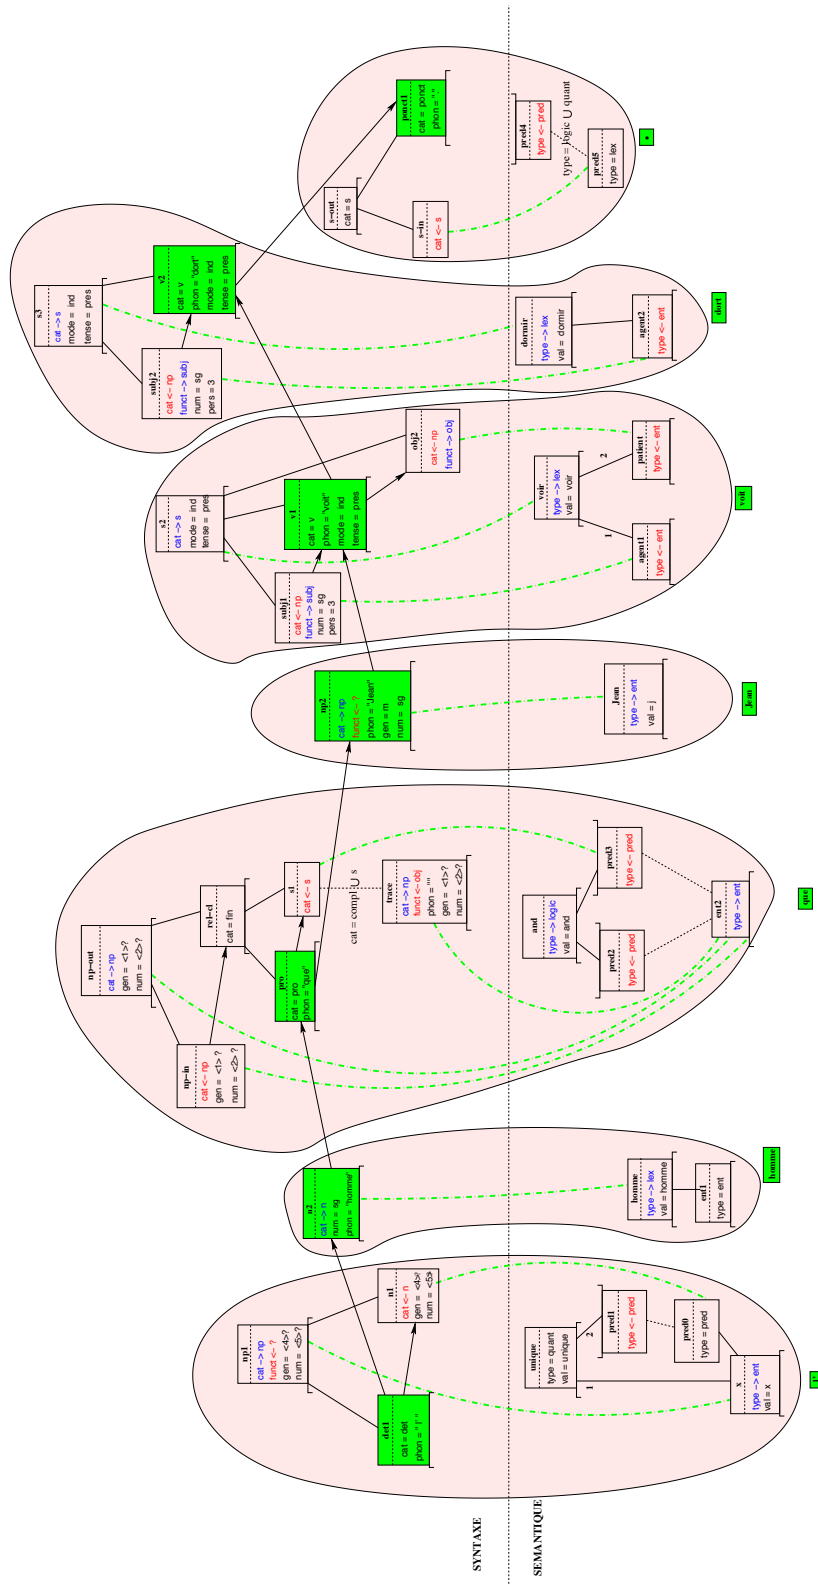 SYNTAXE
SEMANTIQUE
np1
cat -> np
funct <- ?
gen = <4>?
num = <5>?
det1
cat = det
phon = " l' "
n1
cat <- n
gen = <4>?
num = <5>?
unique
type = quant
val = unique
1
2
pred1
type <- pred
pred0
type = pred
x
type -> ent
val = x
l'
n2
cat -> n
num = sg
phon = "homme"
homme
type -> lex
val = homme
ent1
type = ent
homme
np-out
cat -> np
gen = <1>?
num = <2>?
np-in
cat <- np
gen = <1> ?
num = <2> ?
rel-cl
cat = fin
pro
cat = pro
phon = "que"
s1
cat <- s
cat = compl ∪ s
trace
cat -> np
funct <- obj
phon = ""
gen = <1>?
num = <2>?
and
type -> logic
val = and
pred2
type <- pred
pred3
type <- pred
ent2
type -> ent
que
np2
cat -> np
funct <- ?
phon = "Jean"
gen = m
num = sg
Jean
type -> ent
val = j
Jean
s2
cat -> s
mode = ind
tense = pres
subj1
cat <- np
funct -> subj
num = sg
pers = 3
v1
cat = v
phon = "voit"
mode = ind
tense = pres
obj2
cat <- np
funct -> obj
voir
type -> lex
val = voir
1
2
agent1
type <- ent
patient
type <- ent
voit
s3
cat -> s
mode = ind
tense = pres
subj2
cat <- np
funct -> subj
num = sg
pers = 3
v2
cat = v
phon = "dort"
mode = ind
tense = pres
dormir
type -> lex
val = dormir
agent2
type <- ent
dort
s-out
cat = s
s-in
cat <- s
ponct1
cat = ponct
phon = "."
pred4
type <- pred
type = logic ∪ quant
pred5
type = lex
.